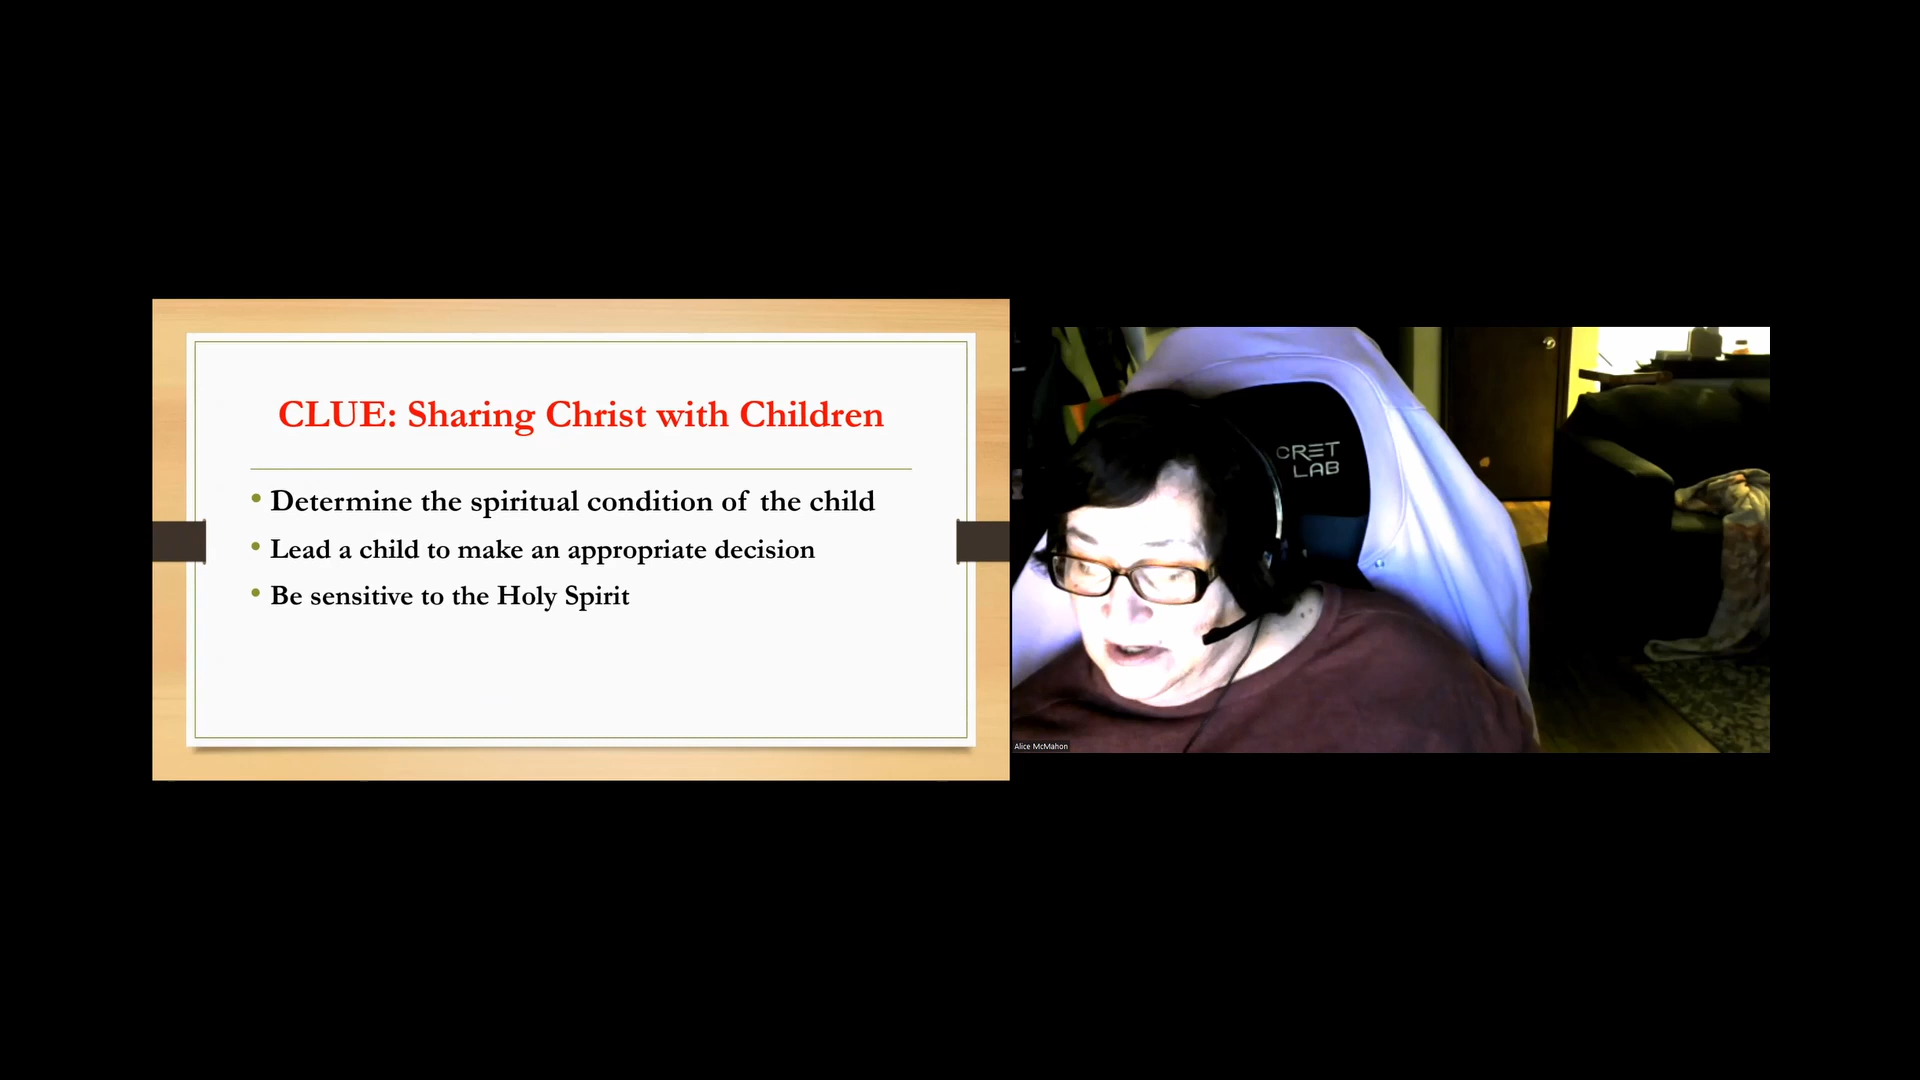 CLUE: Sharing Christ with Children
• Determine the spiritual condition of the child
• Lead a child to make an appropriate decision
• Be sensitive to the Holy Spirit
CRET
LAB
Alice McMahon